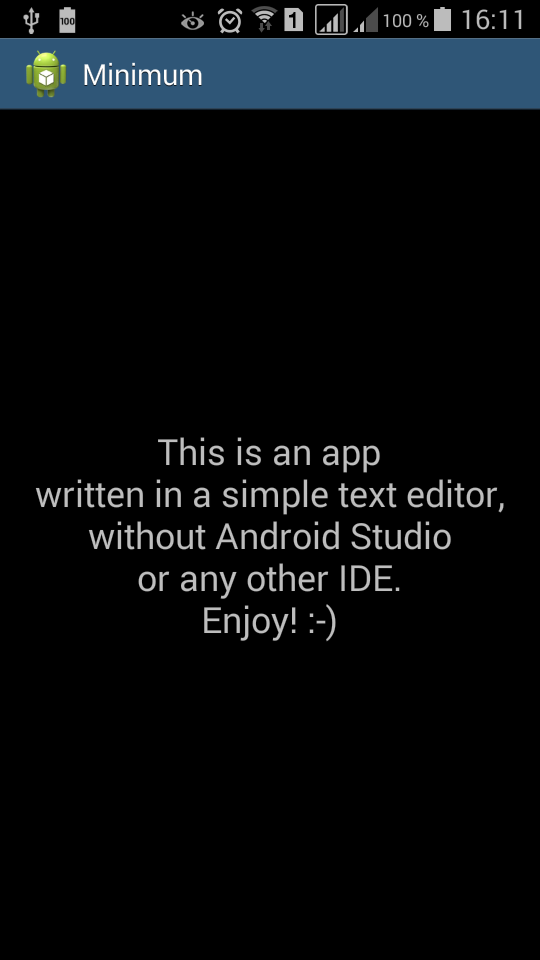 100 1 100 % 16:11
Minimum
This is an app
written in a simple text editor,
without Android Studio
or any other IDE.
Enjoy! :-)